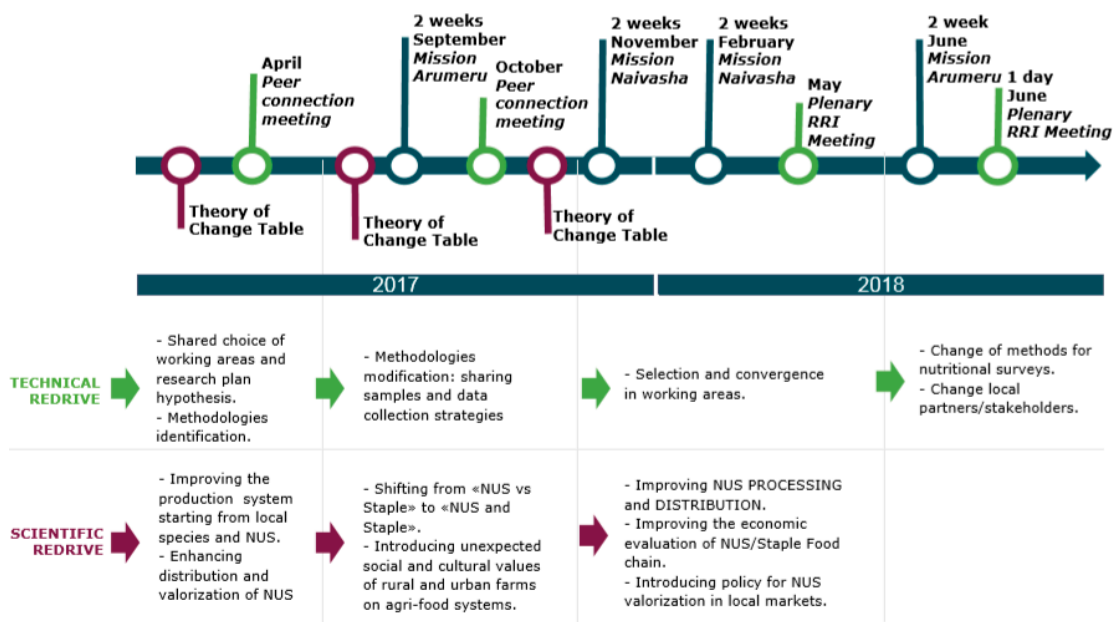 2 weeks
September
Mission
Arumeru
2 weeks
November
Mission
Naivasha
2 weeks
February
Mission
Naivasha
2 week
June
Mission
Arumeru
April
Peer
connection
meeting
October
Peer
connection
meeting
May
Plenary
RRI
Meeting
1 day
June
Plenary
RRI Meeting
Theory of
Change Table
Theory of
Change Table
Theory of
Change Table
2017
2018
TECHNICAL
REDRIVE
- Shared choice of
working areas and
research plan
hypothesis.
- Methodologies
identification.
- Methodologies
modification: sharing
samples and data
collection strategies
- Selection and convergence
in working areas.
- Change of methods for
nutritional surveys.
- Change local
partners/stakeholders.
SCIENTIFIC
REDRIVE
- Improving the
production system
starting from local
species and NUS.
- Enhancing
distribution and
valorization of NUS
- Shifting from «NUS vs
Staple» to «NUS and
Staple».
- Introducing unexpected
social and cultural values
of rural and urban farms
on agri-food systems.
- Improving NUS PROCESSING
and DISTRIBUTION.
- Improving the economic
evaluation of NUS/Staple Food
chain.
- Introducing policy for NUS
valorization in local markets.